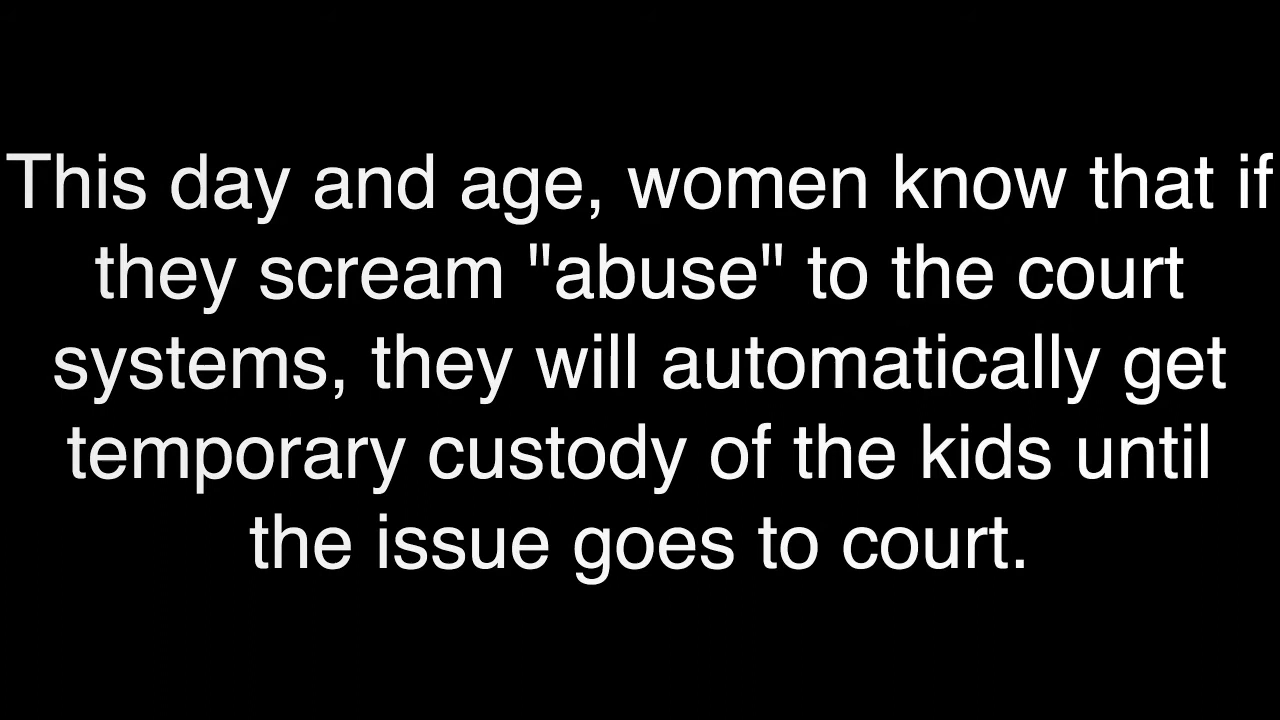 This day and age, women know that if
they scream "abuse" to the court
systems, they will automatically get
temporary custody of the kids until
the issue goes to court.